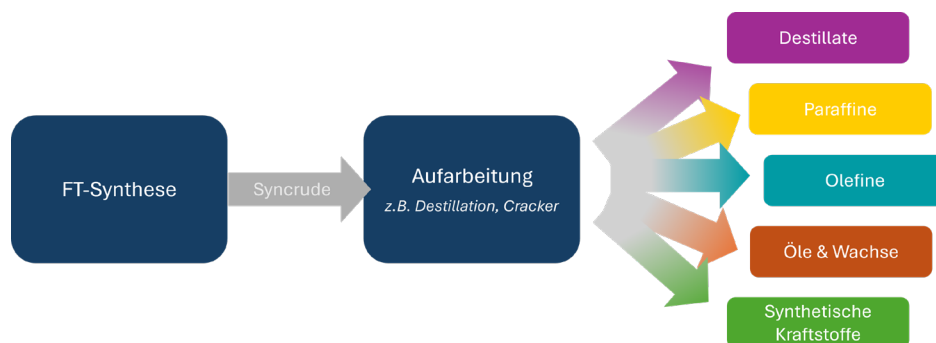 FT-Synthese
Syncrude
Aufarbeitung
z.B. Destillation, Cracker
Destillate
Paraffine
Olefine
Öle & Wachse
Synthetische
Kraftstoffe